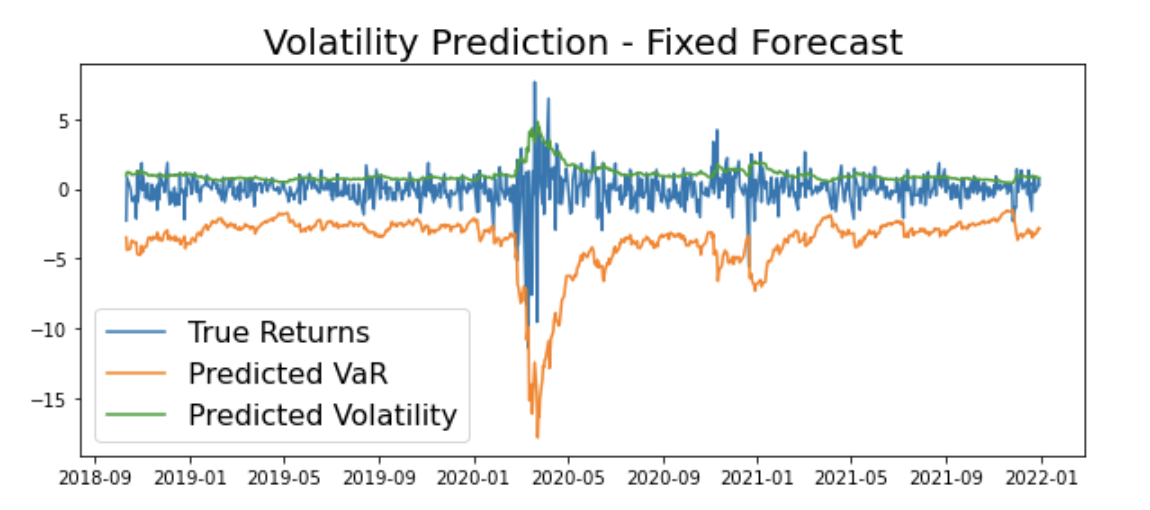 Volatility Prediction - Fixed Forecast
5
0
−5
−10
−15
True Returns
Predicted VaR
Predicted Volatility
2018-09 2019-01 2019-05 2019-09 2020-01 2020-05 2020-09 2021-01 2021-05 2021-09 2022-01